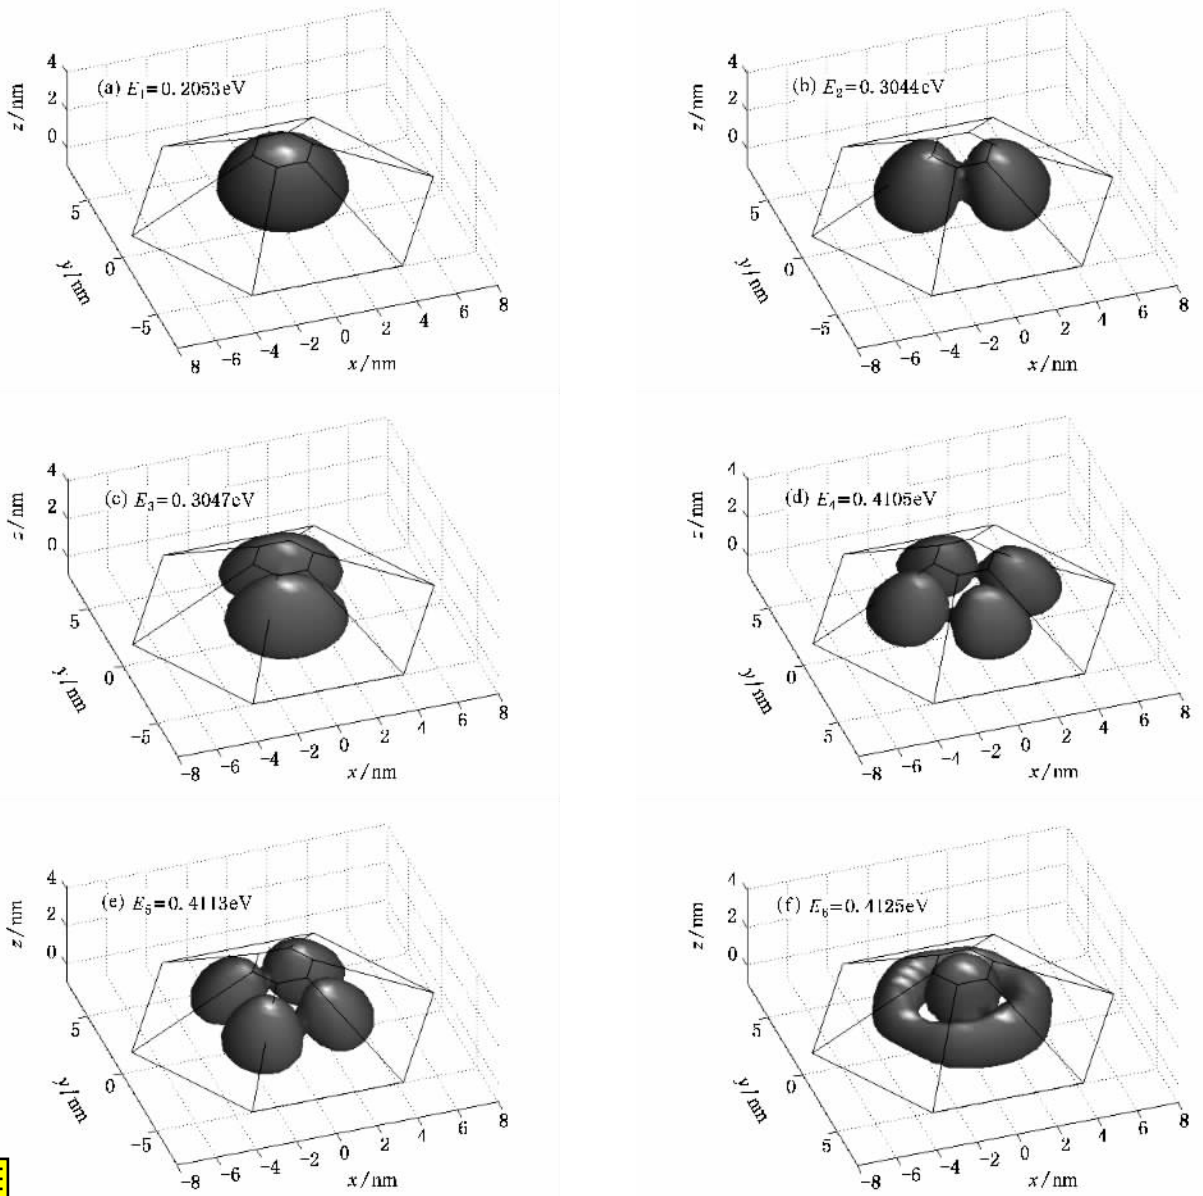 4
2
0
z/nm
(a) E₁=0.2053eV
5
0
−5
y/nm
8 −6 −4 −2 0 2 4 6 8
x/nm
4
2
0
z/nm
(b) E₂=0.3044eV
5
0
−5
y/nm
−8 −6 −4 −2 0 2 4 6 8
x/nm
4
2
0
z/nm
(c) E₃=0.3047eV
5
0
−5
y/nm
−8 −6 −4 −2 0 2 4 6 8
x/nm
4
2
0
z/nm
(d) E₄=0.4105eV
5
0
5
y/nm
−8 −6 −4 −2 0 2 4 6 8
x/nm
4
2
0
z/nm
(e) E₅=0.4113eV
5
0
−5
y/nm
−8 −6 −4 −2 0 2 4 6 8
x/nm
4
2
0
z/nm
(f) E₆=0.4125eV
5
0
5
y/nm
−8 −6 −4 −2 0 2 4 6 8
x/nm